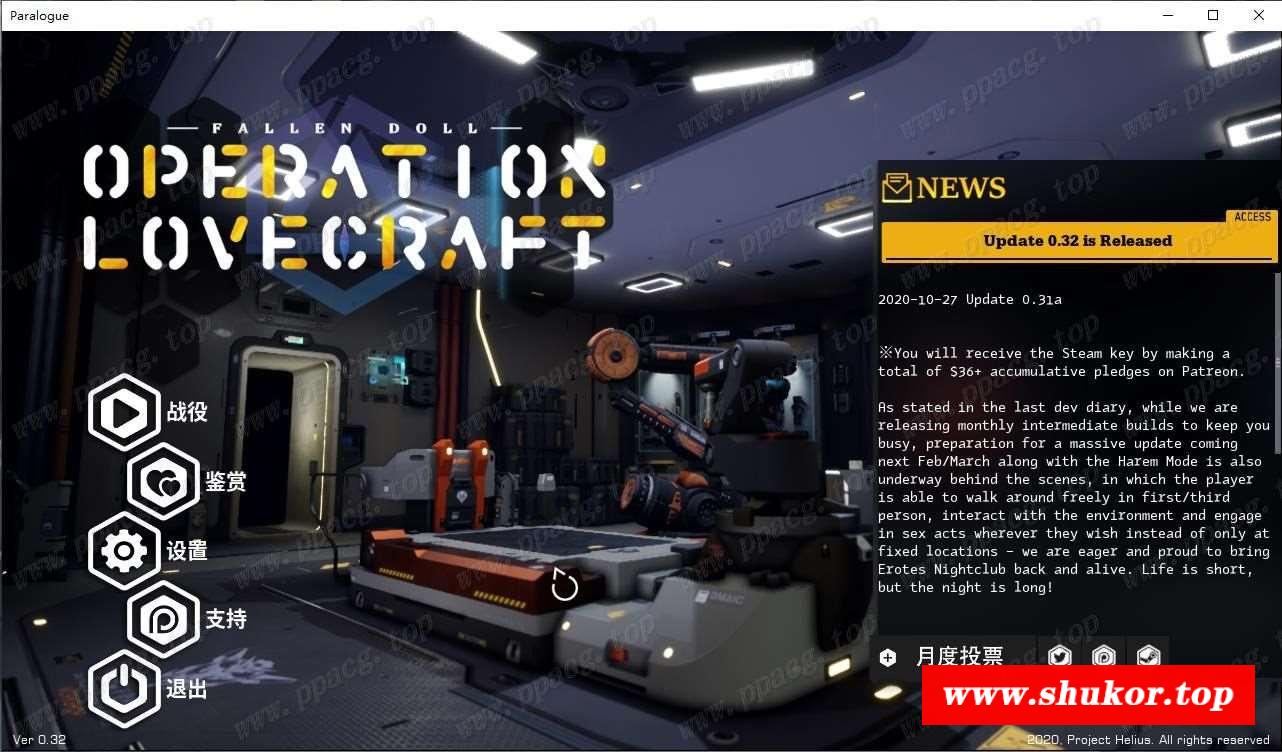 Paralogue
FALLEN DOLL
OPERATION
LOVECRAFT
NEWS
ACCESS
Update 0.32 is Released
2020-10-27 Update 0.31a
※You will receive the Steam key by making a
total of $36+ accumulative pledges on Patreon.
As stated in the last dev diary, while we are
releasing monthly intermediate builds to keep you
busy, preparation for a massive update coming
next Feb/March along with the Harem Mode is also
underway behind the scenes, in which the player
is able to walk around freely in first/third
person, interact with the environment and engage
in sex acts wherever they wish instead of only at
fixed locations - we are eager and proud to bring
Erotes Nightclub back and alive. Life is short,
but the night is long!
战役
鉴赏
设置
支持
退出
月度投票
DMAIC
www.shukor.top
Ver 0.32
2020, Project Helius. All rights reserved
www.ppacg.top